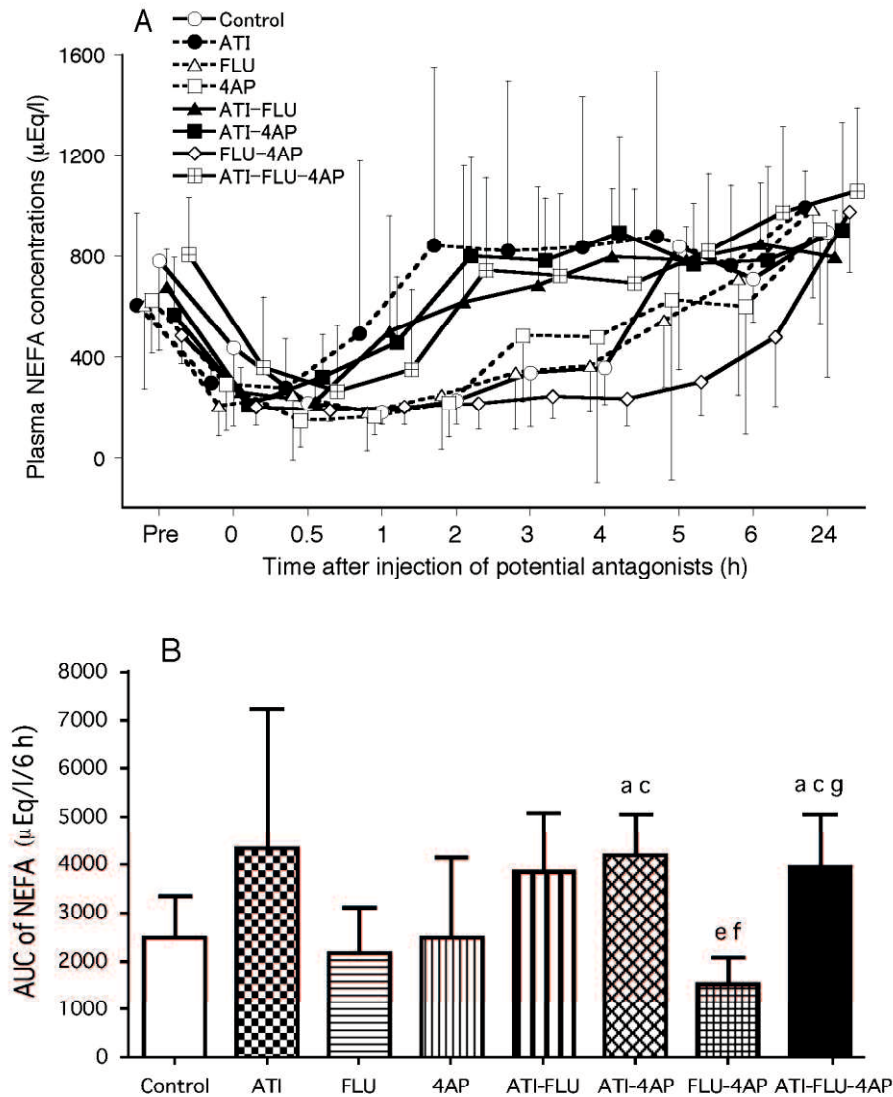 A
Control
ATI
FLU
4AP
ATI-FLU
ATI-4AP
FLU-4AP
ATI-FLU-4AP
Plasma NEFA concentrations (μEq/l)
1600
1200
800
400
0
Pre 0 0.5 1 2 3 4 5 6 24
Time after injection of potential antagonists (h)
B
AUC of NEFA (μEq/l/6 h)
8000
7000
6000
5000
4000
3000
2000
1000
0
a c
e f
a c g
Control ATI FLU 4AP ATI-FLU ATI-4AP FLU-4AP ATI-FLU-4AP